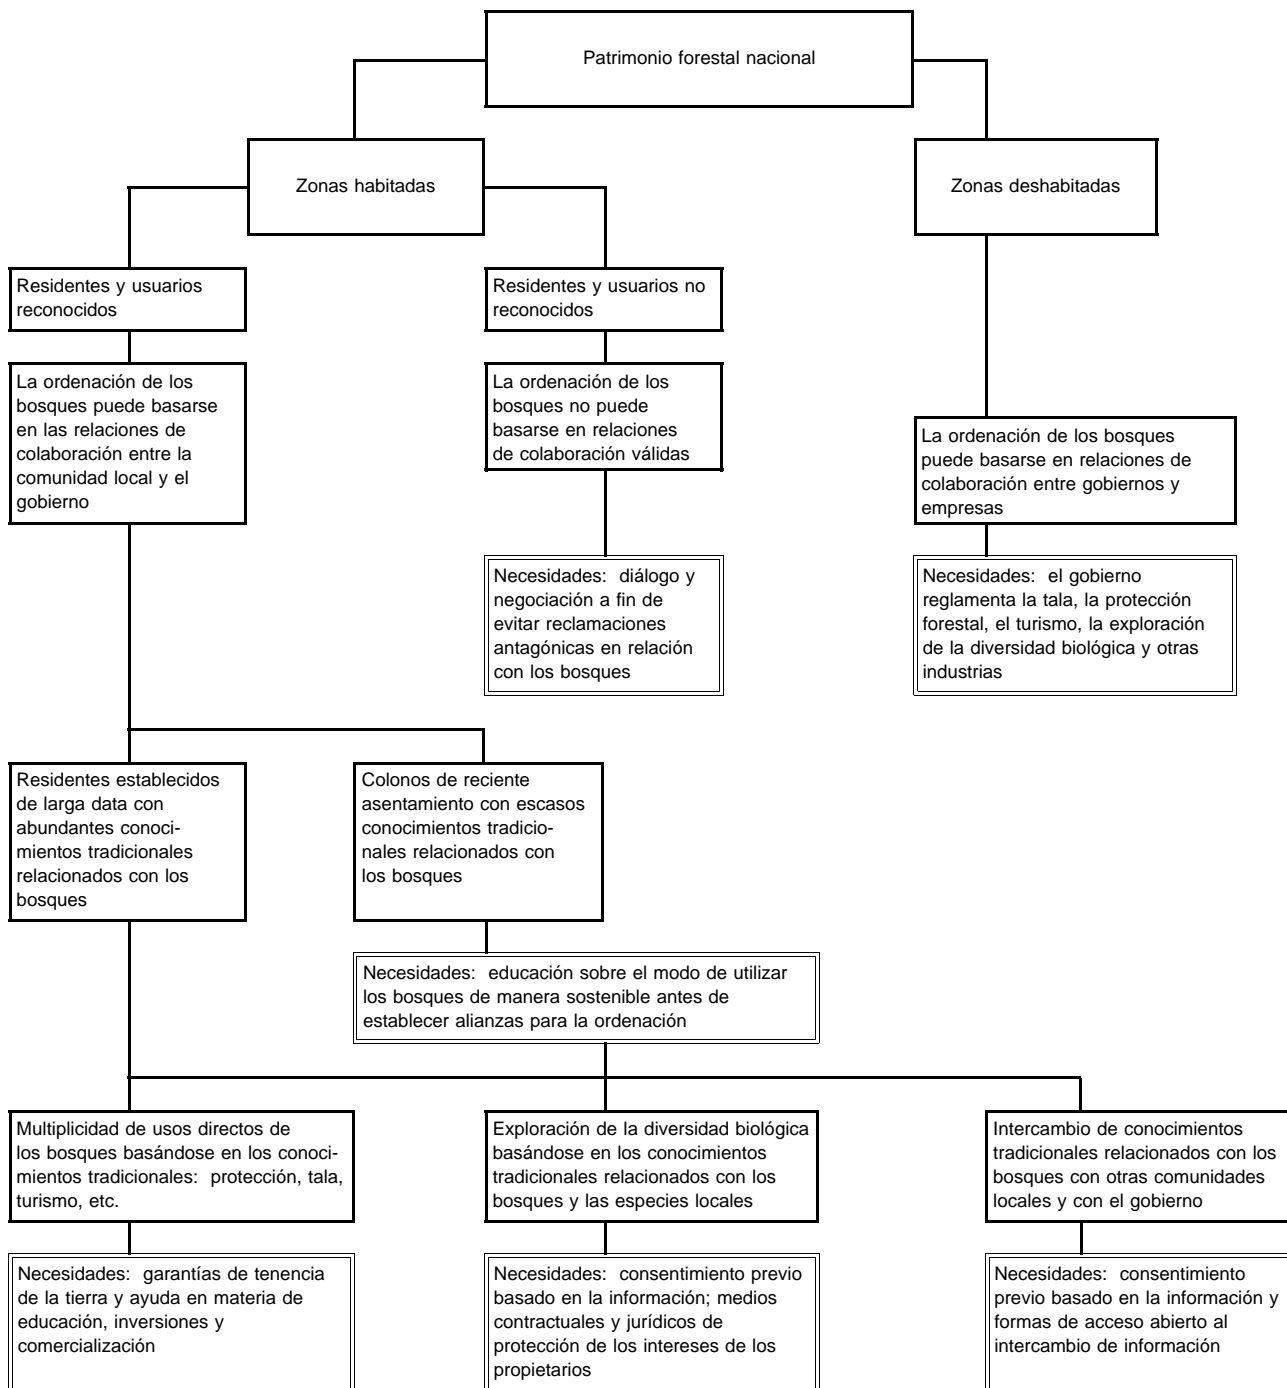 Patrimonio forestal nacional
Zonas habitadas
Zonas deshabitadas
Residentes y usuarios
reconocidos
Residentes y usuarios no
reconocidos
La ordenación de los
bosques puede basarse
en las relaciones de
colaboración entre la
comunidad local y el
gobierno
La ordenación de los
bosques no puede
basarse en relaciones
de colaboración válidas
La ordenación de los bosques
puede basarse en relaciones de
colaboración entre gobiernos y
empresas
Necesidades: diálogo y
negociación a fin de
evitar reclamaciones
antagónicas en relación
con los bosques
Necesidades: el gobierno
reglamenta la tala, la protección
forestal, el turismo, la exploración
de la diversidad biológica y otras
industrias
Residentes establecidos
de larga data con
abundantes conoci-
mientos tradicionales
relacionados con los
bosques
Colonos de reciente
asentamiento con escasos
conocimientos tradicio-
nales relacionados con
los bosques
Necesidades: educación sobre el modo de utilizar
los bosques de manera sostenible antes de
establecer alianzas para la ordenación
Multiplicidad de usos directos de
los bosques basándose en los conoci-
mientos tradicionales: protección, tala,
turismo, etc.
Exploración de la diversidad biológica
basándose en los conocimientos
tradicionales relacionados con los
bosques y las especies locales
Intercambio de conocimientos
tradicionales relacionados con los
bosques con otras comunidades
locales y con el gobierno
Necesidades: garantías de tenencia
de la tierra y ayuda en materia de
educación, inversiones y
comercialización
Necesidades: consentimiento previo
basado en la información; medios
contractuales y jurídicos de
protección de los intereses de los
propietarios
Necesidades: consentimiento
previo basado en la información y
formas de acceso abierto al
intercambio de información